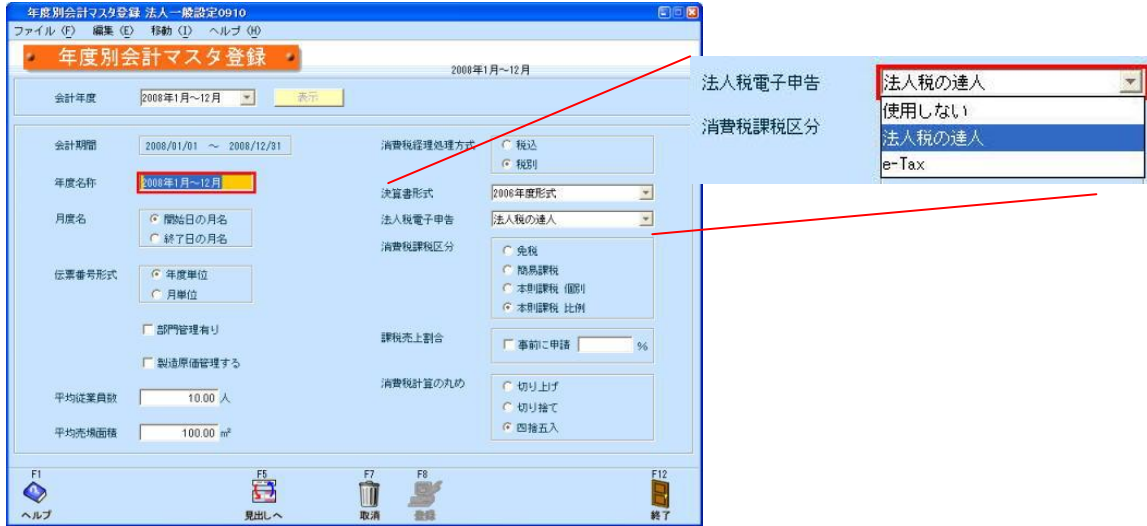 年度別会計マスタ登録 法人一般設定0910
ファイル(F) 編集(E) 移動(I) ヘルプ(H)
年度別会計マスタ登録
2008年1月～12月
会計年度 2008年1月～12月 表示
会計期間 2008/01/01 ～ 2008/12/31
年度名称 2008年1月～12月
月度名 開始日の月名
終了日の月名
伝票番号形式 年度単位
月単位
部門管理有り
製造原価管理する
平均従業員数 10.00 人
平均売場面積 100.00 m²
消費税経理処理方式 税込
税別
決算書形式 2006年度形式
法人税電子申告 法人税の達人
消費税課税区分 免税
簡易課税
本則課税 個別
本則課税 比例
課税売上割合 事前に申請 %
消費税計算の丸め 切り上げ
切り捨て
四捨五入
F1 F5 F7 F8 F12
ヘルプ 見出しへ 取消 登録 終了
法人税電子申告 法人税の達人
使用しない
消費税課税区分
法人税の達人
e-Tax